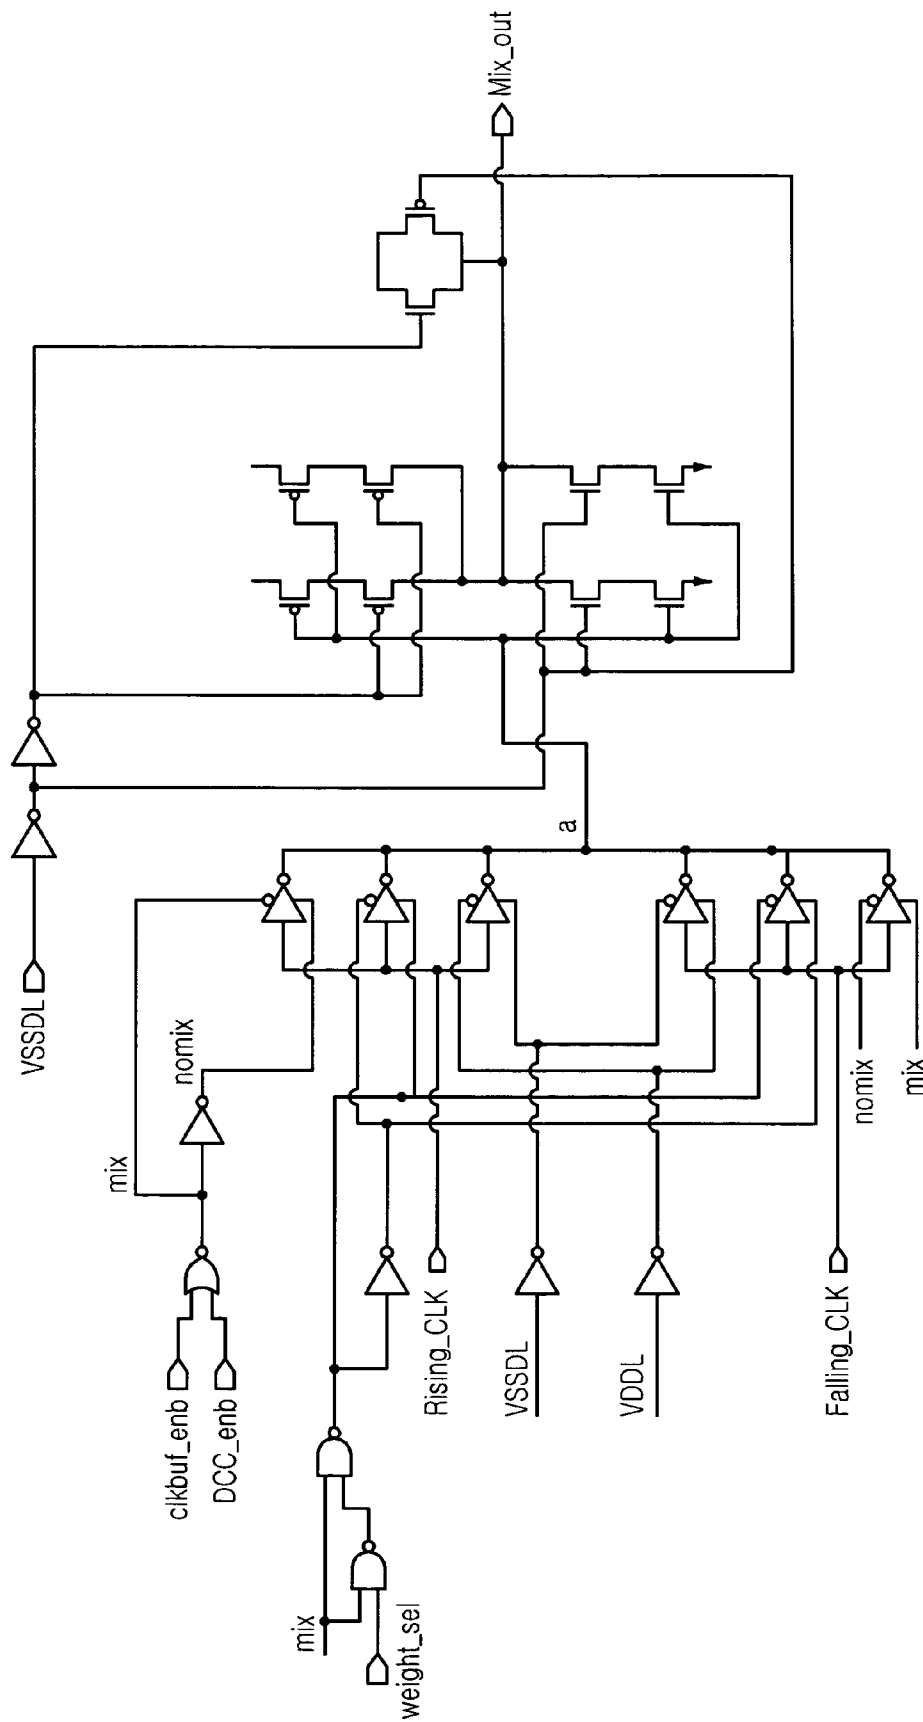 VSSDL
Mix_out
mix
nomix
a
clkbuf_enb
DCC_enb
mix
weight_sel
Rising_CLK
VSSDL
VDDL
Falling_CLK
nomix
mix